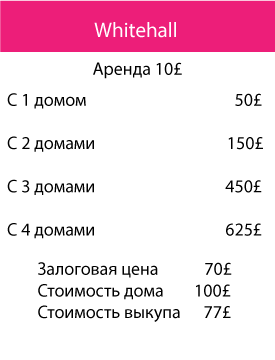 Whitehall
Аренда 10£
С 1 домом 50£
С 2 домами 150£
С 3 домами 450£
С 4 домами 625£
Залоговая цена 70£
Стоимость дома 100£
Стоимость выкупа 77£